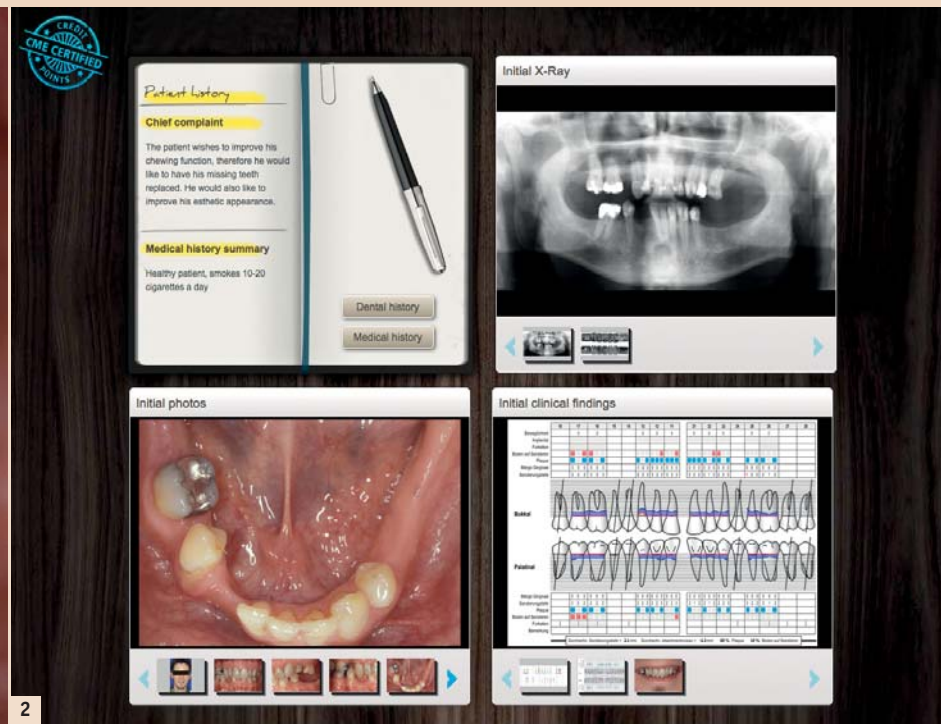 CREDIT
CME CERTIFIED
POINTS
Patient history
Chief complaint
The patient wishes to improve his
chewing function, therefore he would
like to have his missing teeth
replaced. He would also like to
improve his esthetic appearance.
Medical history summary
Healthy patient, smokes 10-20
cigarettes a day
Dental history
Medical history
Initial X-Ray
Initial photos
Initial clinical findings
Bukkal
Palatinal
2